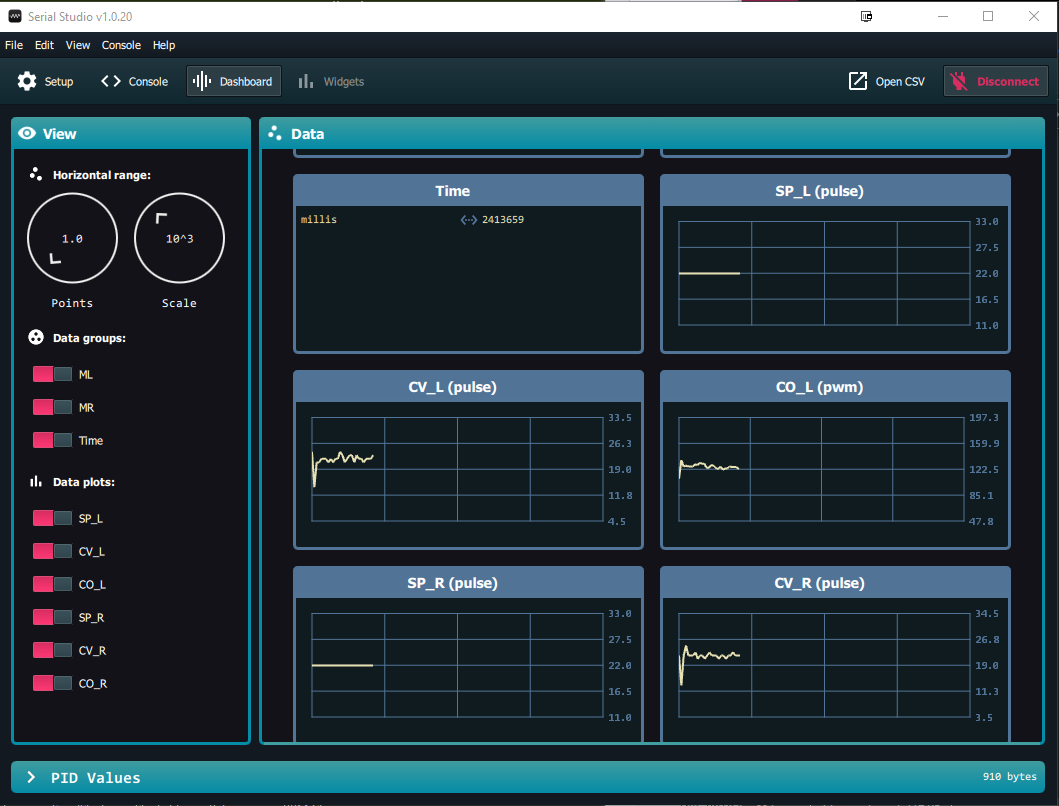 Serial Studio v1.0.20
File Edit View Console Help
Setup Console Dashboard Widgets Open CSV Disconnect
View
Horizontal range:
1.0 10^3
Points Scale
Data groups:
ML
MR
Time
Data plots:
SP_L
CV_L
CO_L
SP_R
CV_R
CO_R
Data
Time
millis 2413659
SP_L (pulse)
33.0
27.5
22.0
16.5
11.0
CV_L (pulse)
33.5
26.3
19.0
11.8
4.5
CO_L (pwm)
197.3
159.9
122.5
85.1
47.8
SP_R (pulse)
33.0
27.5
22.0
16.5
11.0
CV_R (pulse)
34.5
26.8
19.0
11.3
3.5
PID Values 910 bytes